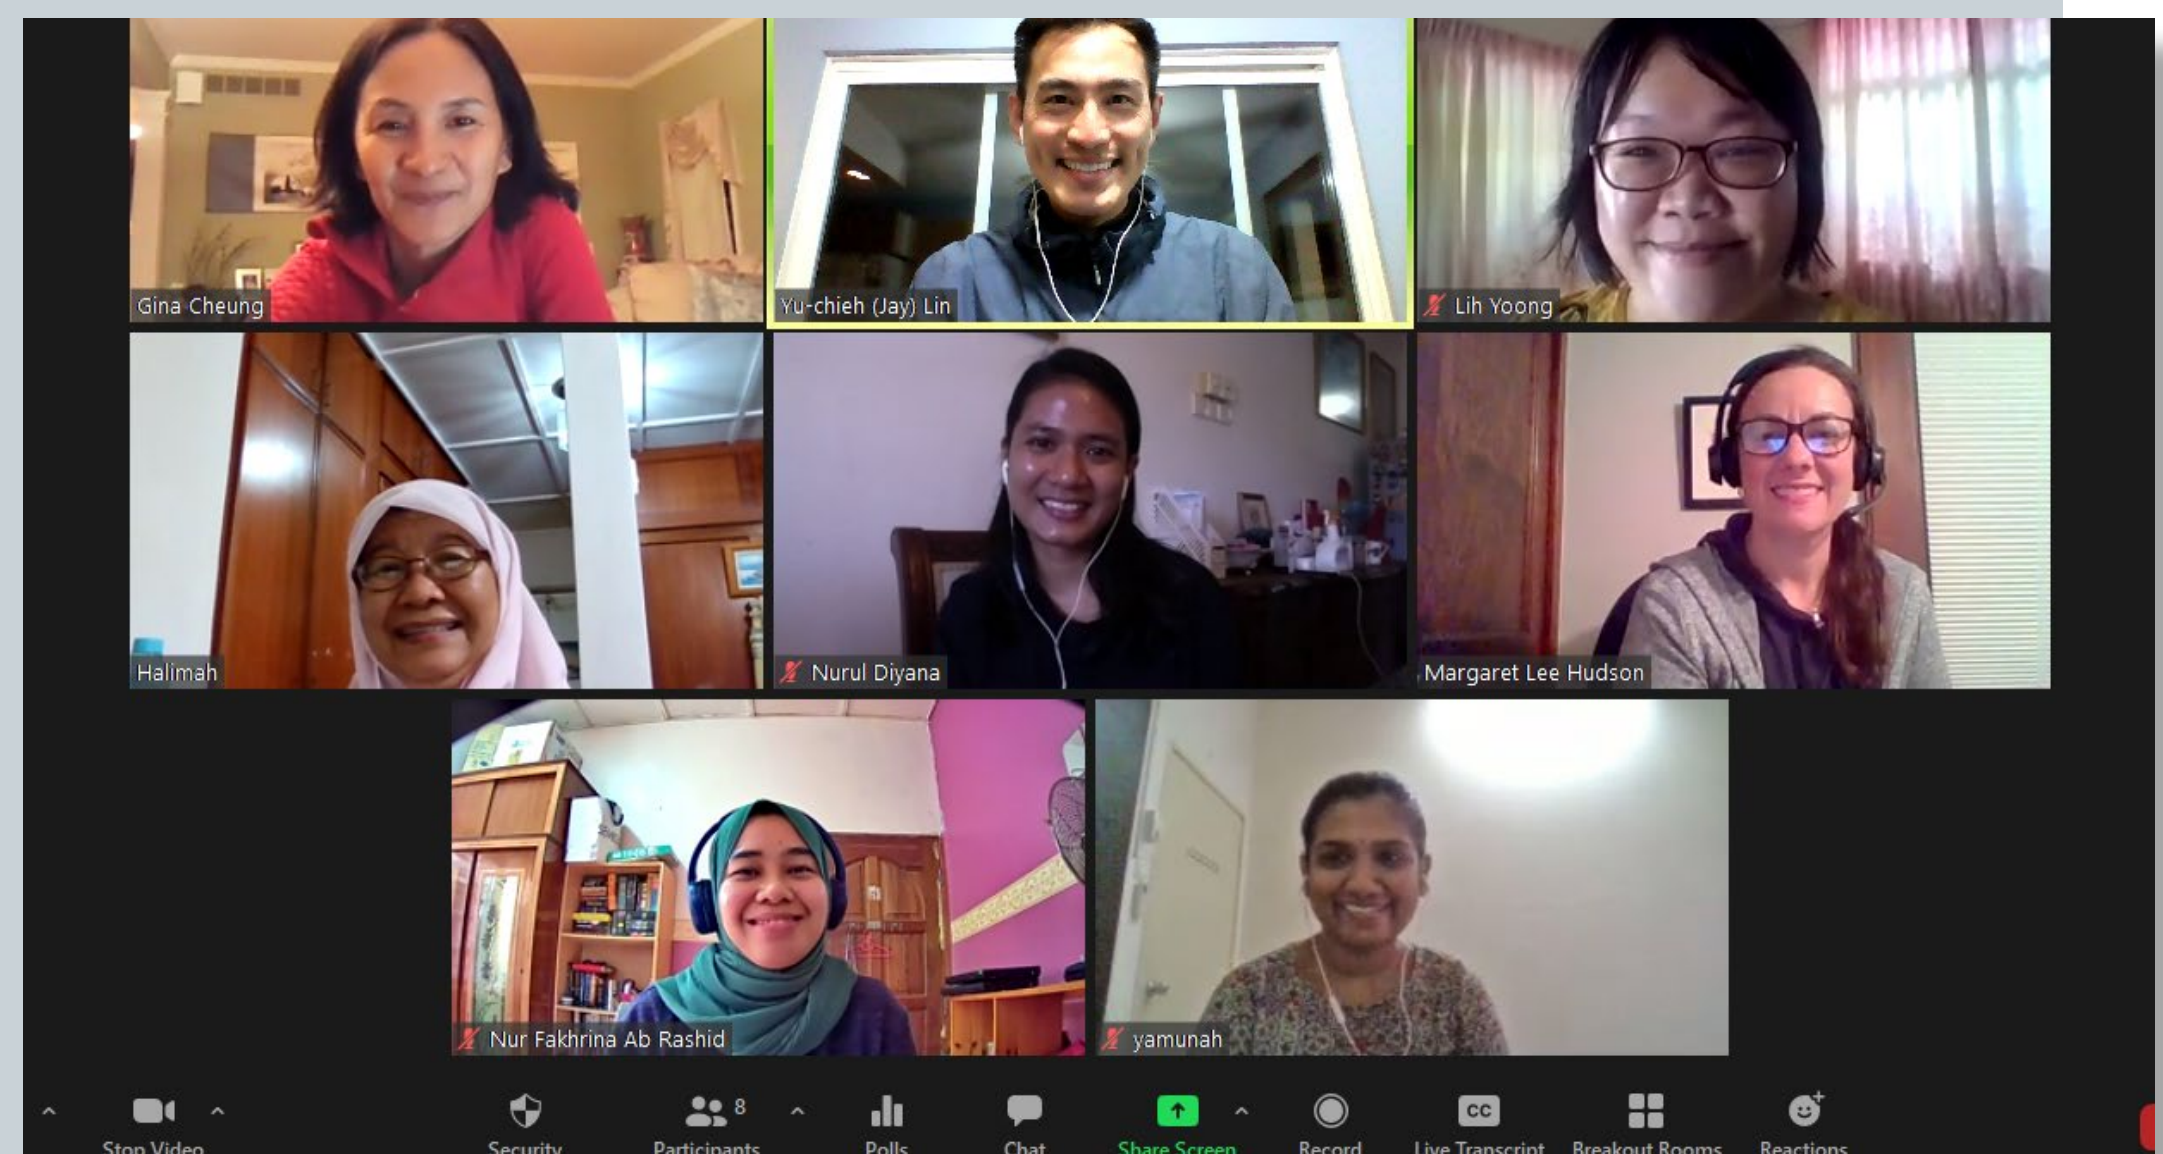 Gina Cheung
Yu-chieh (Jay) Lin
Lih Yoong
Halimah
Nurul Diyana
Margaret Lee Hudson
Nur Fakhrina Ab Rashid
yamunah
8
CC
Stop Video
Security
Participants
Polls
Chat
Share Screen
Record
Live Transcript
Breakout Rooms
Reactions